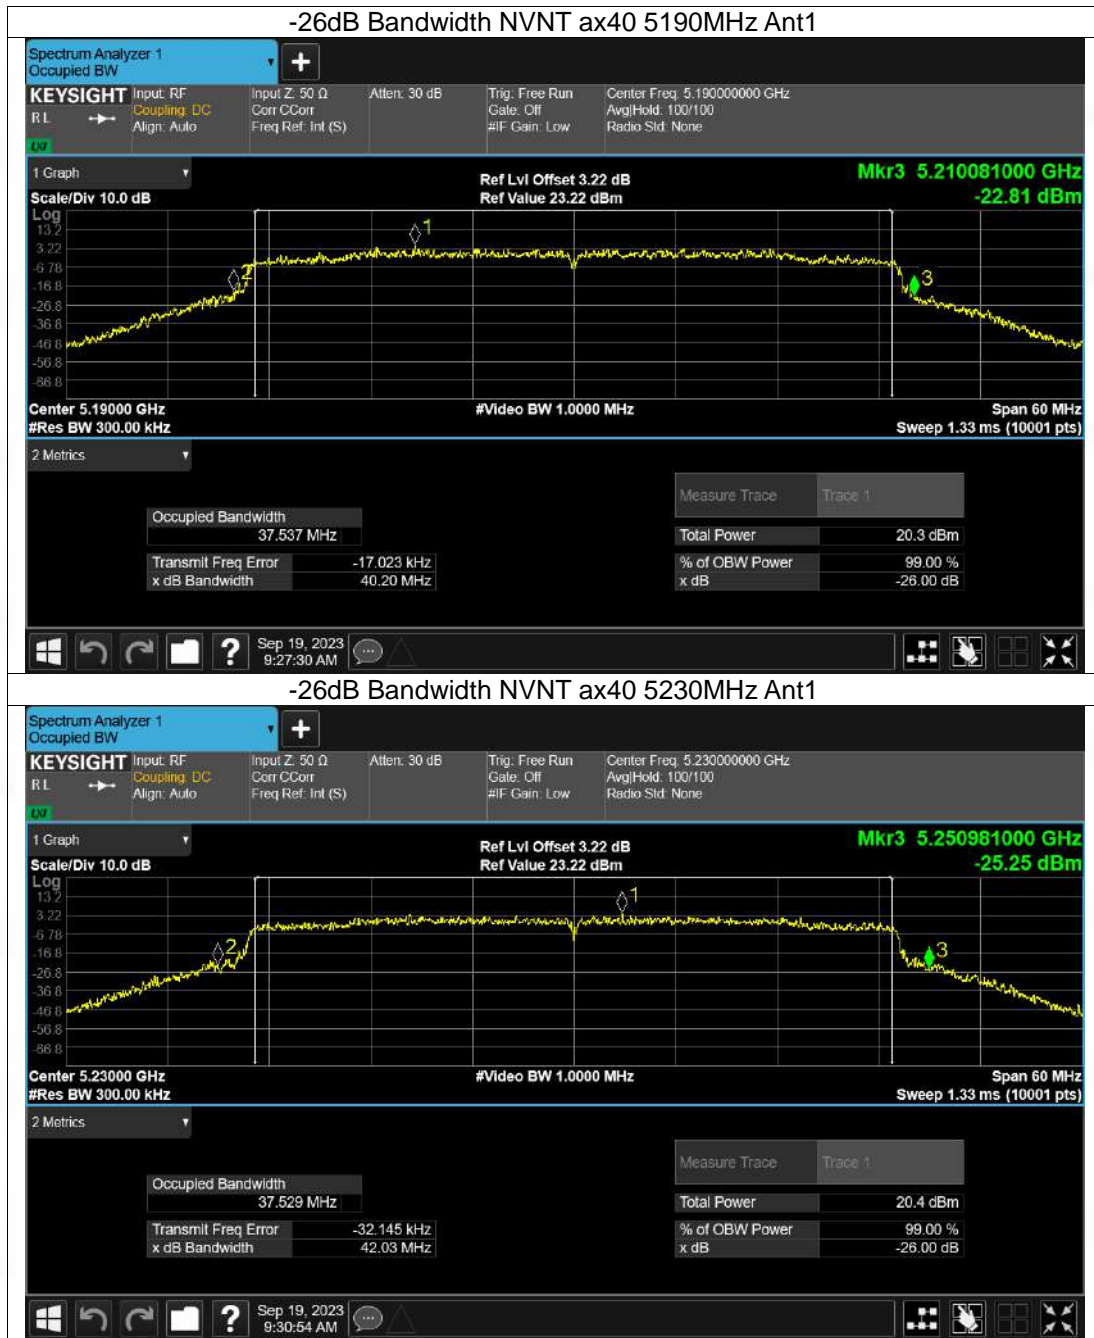 -26dB Bandwidth NVNT ax40 5190MHz Ant1
Spectrum Analyzer 1
Occupied BW
KEYSIGHT Input: RF Input Z: 50 Ω Atten: 30 dB Trig: Free Run Center Freq: 5.190000000 GHz
RL Coupling: DC Corr CCorr Gate: Off Avg|Hold: 100/100
Align: Auto Freq Ref: Int (S) #IF Gain: Low Radio Std: None
LXI
1 Graph Ref Lvl Offset 3.22 dB Mkr3 5.210081000 GHz
Scale/Div 10.0 dB Ref Value 23.22 dBm -22.81 dBm
Log
13.2
1
3.22
-6.78
2
3
-16.8
-26.8
-36.8
-46.8
-56.8
-66.8
Center 5.19000 GHz #Video BW 1.0000 MHz Span 60 MHz
#Res BW 300.00 kHz Sweep 1.33 ms (10001 pts)
2 Metrics
Measure Trace Trace 1
Occupied Bandwidth
37.537 MHz Total Power 20.3 dBm
Transmit Freq Error -17.023 kHz % of OBW Power 99.00 %
x dB Bandwidth 40.20 MHz x dB -26.00 dB
? Sep 19, 2023
9:27:30 AM
-26dB Bandwidth NVNT ax40 5230MHz Ant1
Spectrum Analyzer 1
Occupied BW
KEYSIGHT Input: RF Input Z: 50 Ω Atten: 30 dB Trig: Free Run Center Freq: 5.230000000 GHz
RL Coupling: DC Corr CCorr Gate: Off Avg|Hold: 100/100
Align: Auto Freq Ref: Int (S) #IF Gain: Low Radio Std: None
LXI
1 Graph Ref Lvl Offset 3.22 dB Mkr3 5.250981000 GHz
Scale/Div 10.0 dB Ref Value 23.22 dBm -25.25 dBm
Log
13.2
1
3.22
-6.78
2
3
-16.8
-26.8
-36.8
-46.8
-56.8
-66.8
Center 5.23000 GHz #Video BW 1.0000 MHz Span 60 MHz
#Res BW 300.00 kHz Sweep 1.33 ms (10001 pts)
2 Metrics
Measure Trace Trace 1
Occupied Bandwidth
37.529 MHz Total Power 20.4 dBm
Transmit Freq Error -32.145 kHz % of OBW Power 99.00 %
x dB Bandwidth 42.03 MHz x dB -26.00 dB
? Sep 19, 2023
9:30:54 AM